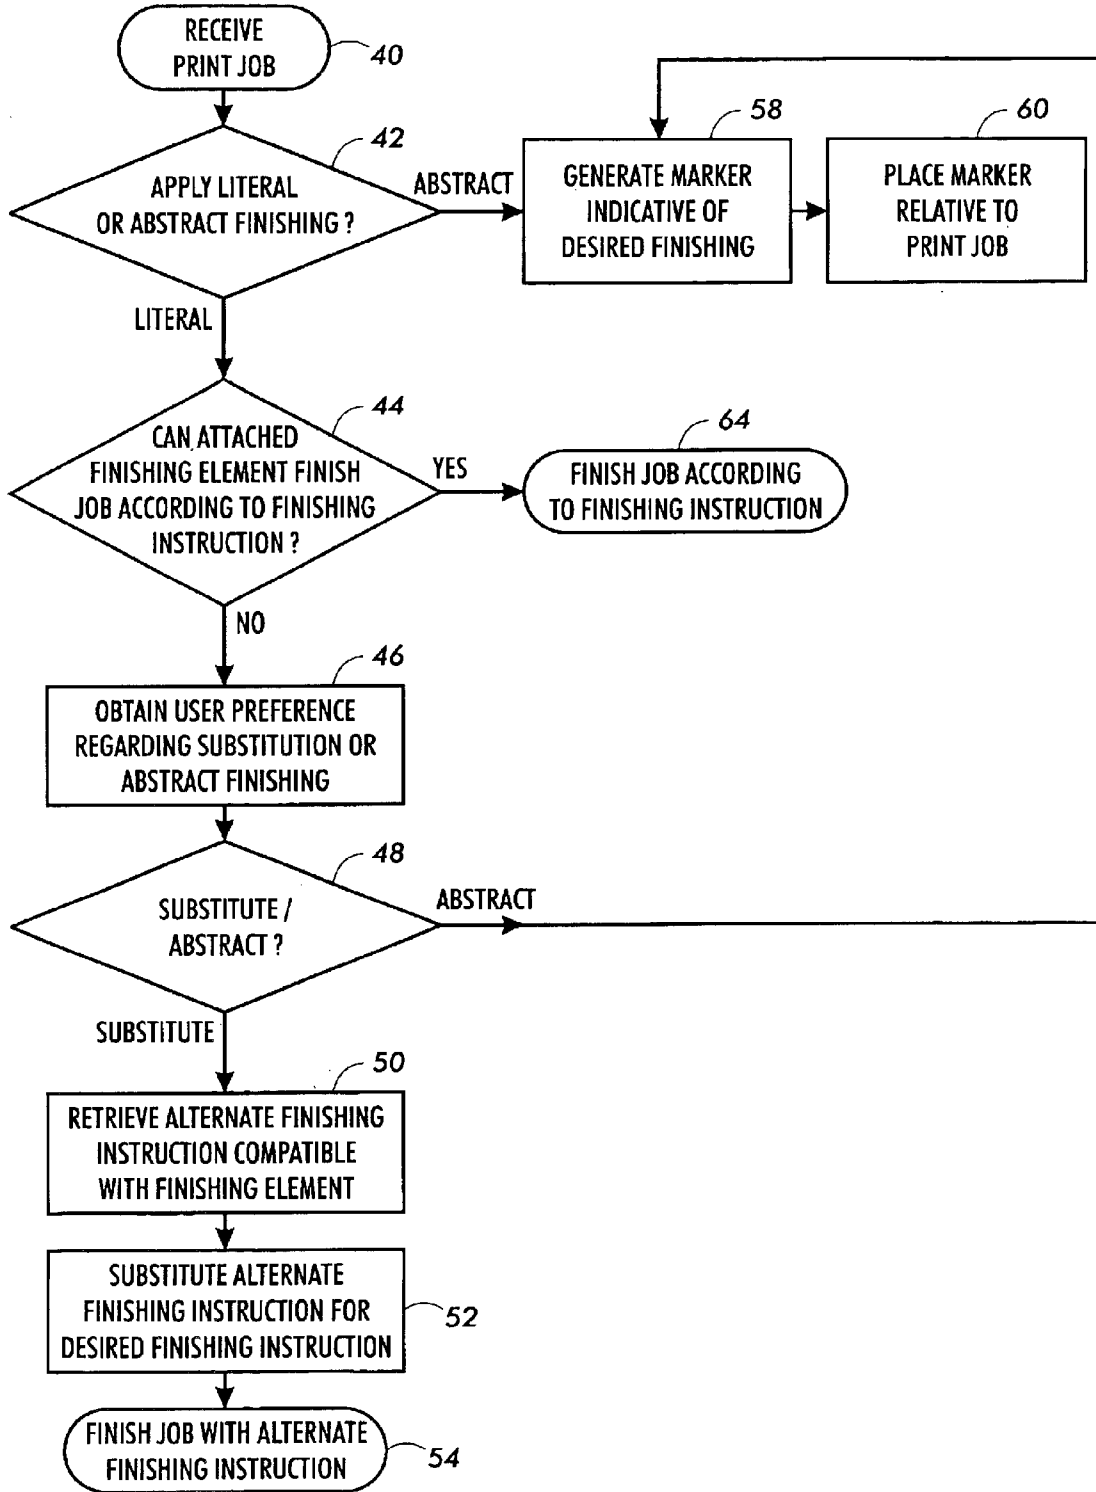 RECEIVE
PRINT JOB
40
42
APPLY LITERAL
OR ABSTRACT FINISHING ?
ABSTRACT
58
GENERATE MARKER
INDICATIVE OF
DESIRED FINISHING
60
PLACE MARKER
RELATIVE TO
PRINT JOB
LITERAL
44
CAN ATTACHED
FINISHING ELEMENT FINISH
JOB ACCORDING TO FINISHING
INSTRUCTION ?
YES
64
FINISH JOB ACCORDING
TO FINISHING INSTRUCTION
NO
46
OBTAIN USER PREFERENCE
REGARDING SUBSTITUTION OR
ABSTRACT FINISHING
48
SUBSTITUTE /
ABSTRACT ?
ABSTRACT
SUBSTITUTE
50
RETRIEVE ALTERNATE FINISHING
INSTRUCTION COMPATIBLE
WITH FINISHING ELEMENT
SUBSTITUTE ALTERNATE
FINISHING INSTRUCTION FOR
DESIRED FINISHING INSTRUCTION
52
FINISH JOB WITH ALTERNATE
FINISHING INSTRUCTION
54